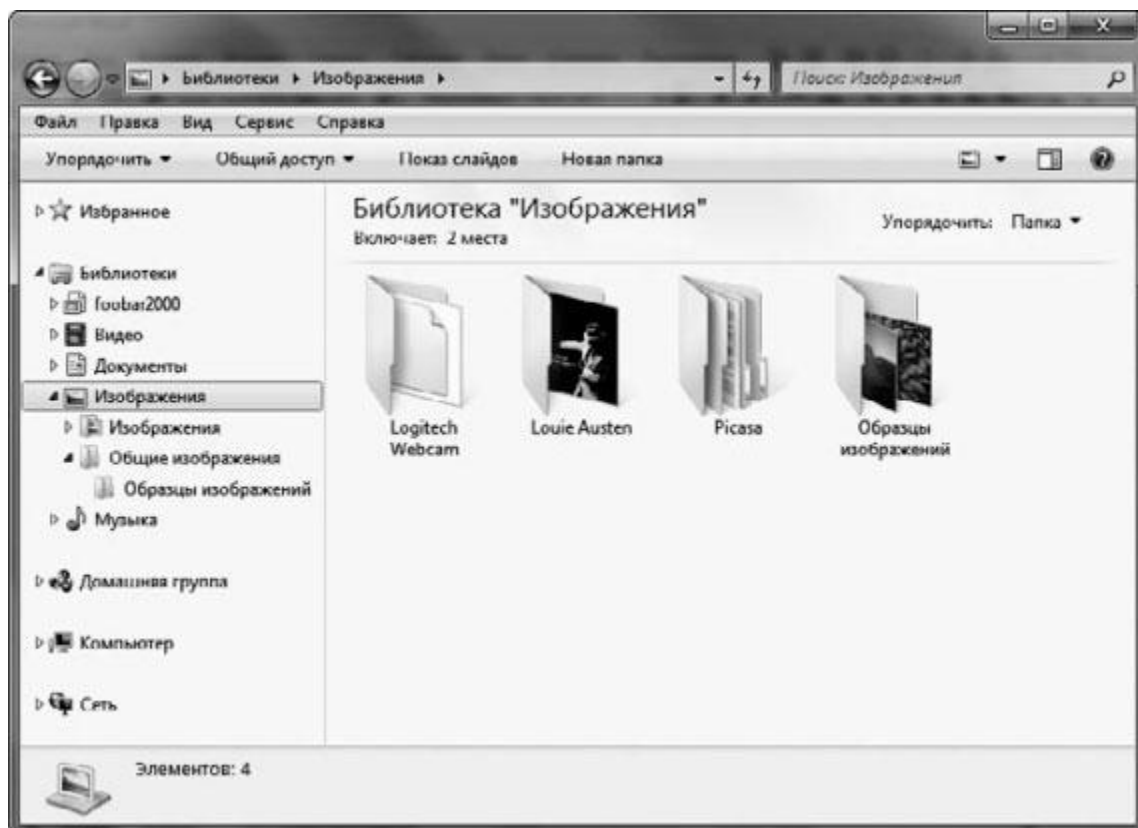 Библиотеки ▸ Изображения ▸
Поиск: Изображения
Файл Правка Вид Сервис Справка
Упорядочить Общий доступ Показ слайдов Новая папка
Избранное
Библиотеки
foobar2000
Видео
Документы
Изображения
Изображения
Общие изображения
Образцы изображений
Музыка
Домашняя группа
Компьютер
Сеть
Библиотека "Изображения"
Включает: 2 места
Упорядочить: Папка
Logitech
Webcam
Louie Austen
Picasa
Образцы
изображений
Элементов: 4